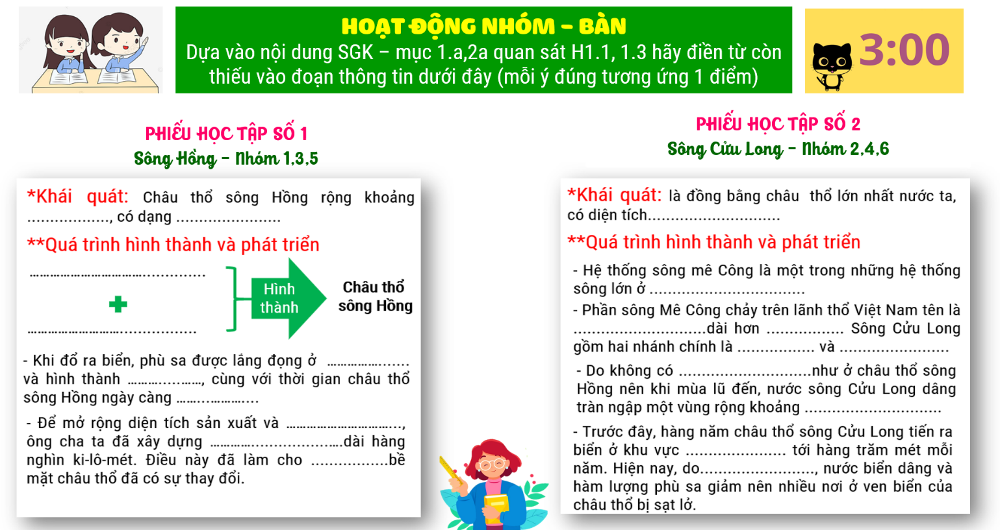 HOẠT ĐỘNG NHÓM – BÀN
Dựa vào nội dung SGK – mục 1.a,2a quan sát H1.1, 1.3 hãy điền từ còn
thiếu vào đoạn thông tin dưới đây (mỗi ý đúng tương ứng 1 điểm)
3:00
PHIẾU HỌC TẬP SỐ 1
Sông Hồng – Nhóm 1,3,5
*Khái quát: Châu thổ sông Hồng rộng khoảng
.................., có dạng .......................
**Quá trình hình thành và phát triển
...............................................
+
.....................................
Hình
thành
Châu thổ
sông Hồng
- Khi đổ ra biển, phù sa được lắng đọng ở ......................
và hình thành ...................., cùng với thời gian châu thổ
sông Hồng ngày càng ......................
- Để mở rộng diện tích sản xuất và ..............................,
ông cha ta đã xây dựng ..................................dài hàng
nghìn ki-lô-mét. Điều này đã làm cho .................bề
mặt châu thổ đã có sự thay đổi.
PHIẾU HỌC TẬP SỐ 2
Sông Cửu Long – Nhóm 2,4,6
*Khái quát: là đồng bằng châu thổ lớn nhất nước ta,
có diện tích.............................
**Quá trình hình thành và phát triển
- Hệ thống sông mê Công là một trong những hệ thống
sông lớn ở ..................................
- Phần sông Mê Công chảy trên lãnh thổ Việt Nam tên là
.............................dài hơn ................. Sông Cửu Long
gồm hai nhánh chính là ................. và ........................
- Do không có .............................như ở châu thổ sông
Hồng nên khi mùa lũ đến, nước sông Cửu Long dâng
tràn ngập một vùng rộng khoảng ..............................
- Trước đây, hàng năm châu thổ sông Cửu Long tiến ra
biển ở khu vực ...................... tới hàng trăm mét mỗi
năm. Hiện nay, do........................., nước biển dâng và
hàm lượng phù sa giảm nên nhiều nơi ở ven biển của
châu thổ bị sạt lở.